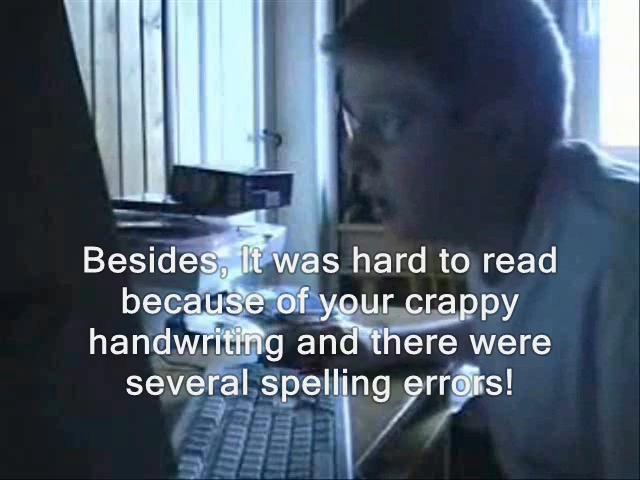 Besides, It was hard to read
because of your crappy
handwriting and there were
several spelling errors!